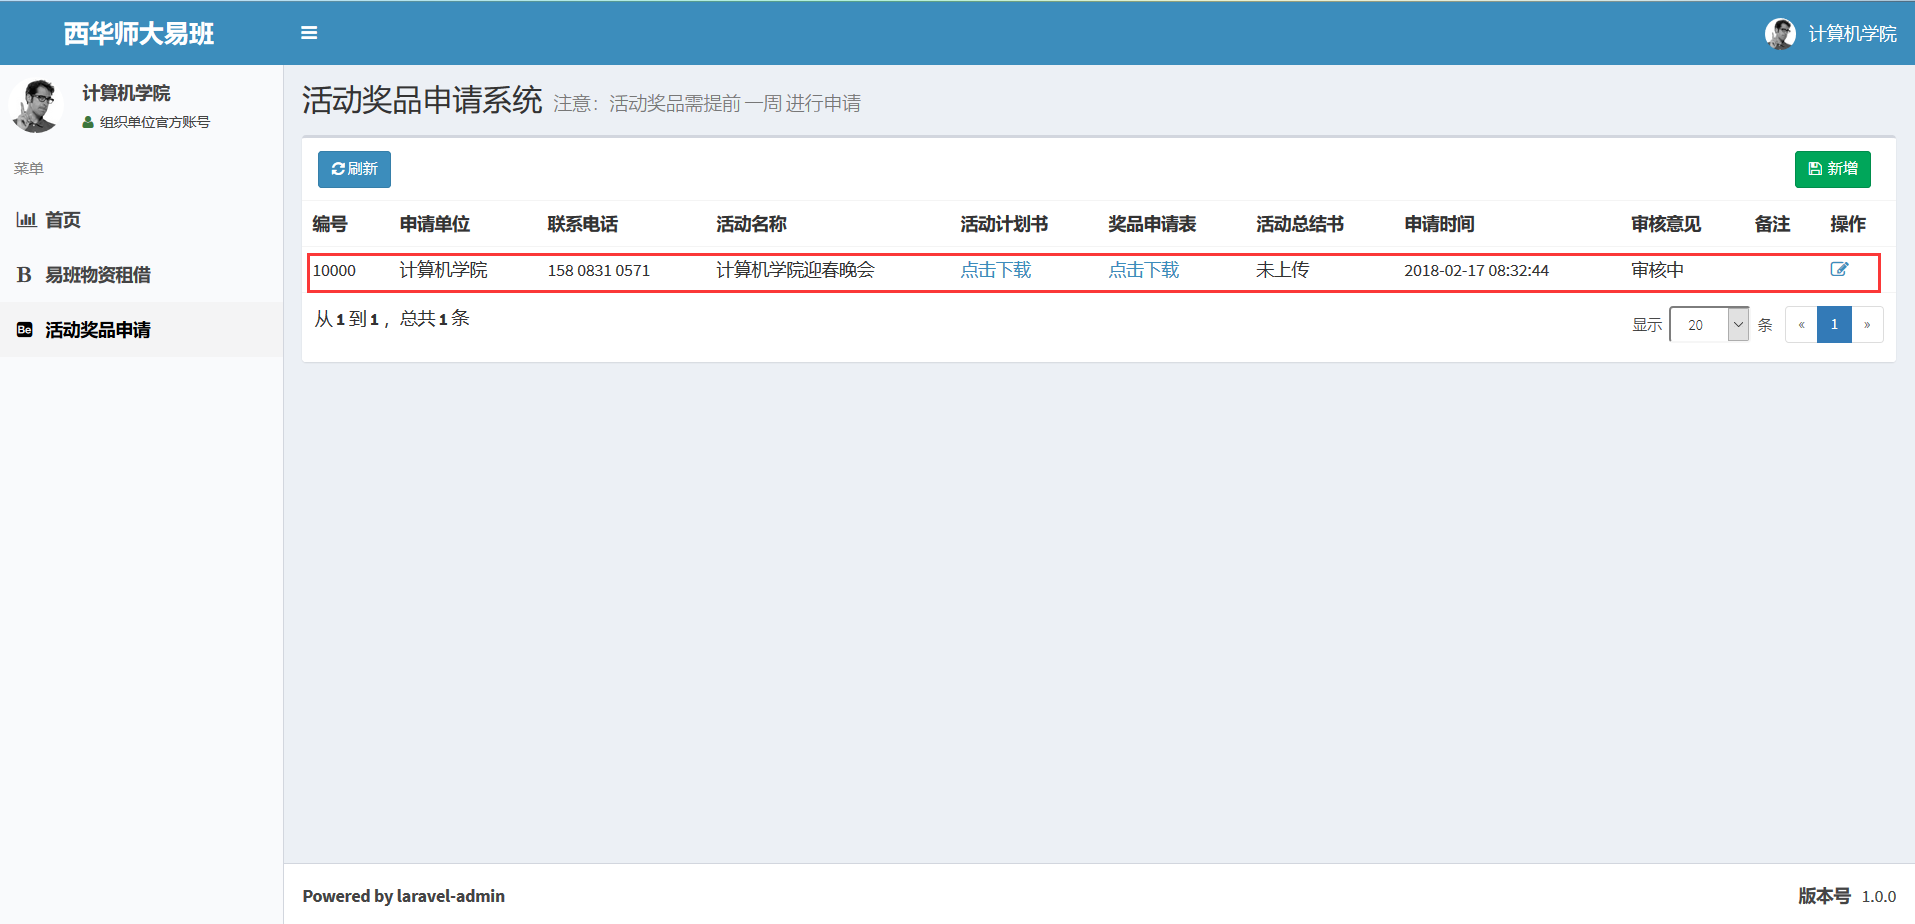 西华师大易班
计算机学院
计算机学院
组织单位官方账号
菜单
首页
易班物资租借
活动奖品申请
活动奖品申请系统 注意：活动奖品需提前一周进行申请
刷新 新增
编号 申请单位 联系电话 活动名称 活动计划书 奖品申请表 活动总结书 申请时间 审核意见 备注 操作
10000 计算机学院 158 0831 0571 计算机学院迎春晚会 点击下载 点击下载 未上传 2018-02-17 08:32:44 审核中
从 1 到 1 ，总共 1 条 显示 20 条 « 1 »
Powered by laravel-admin 版本号 1.0.0